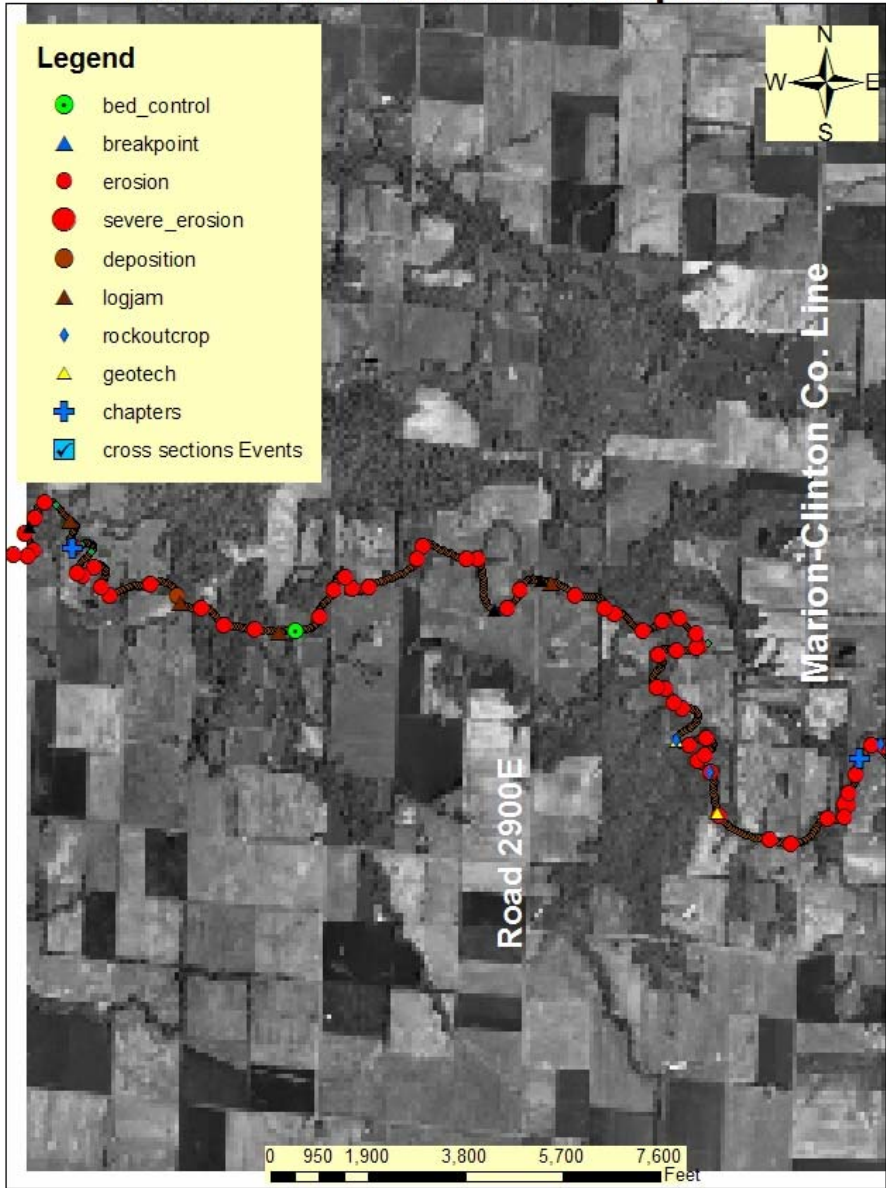 N
W E
S
Legend
bed_control
breakpoint
erosion
severe_erosion
deposition
logjam
rockoutcrop
geotech
chapters
cross sections Events
Marion-Clinton Co. Line
Road 2900E
0 950 1,900 3,800 5,700 7,600
Feet